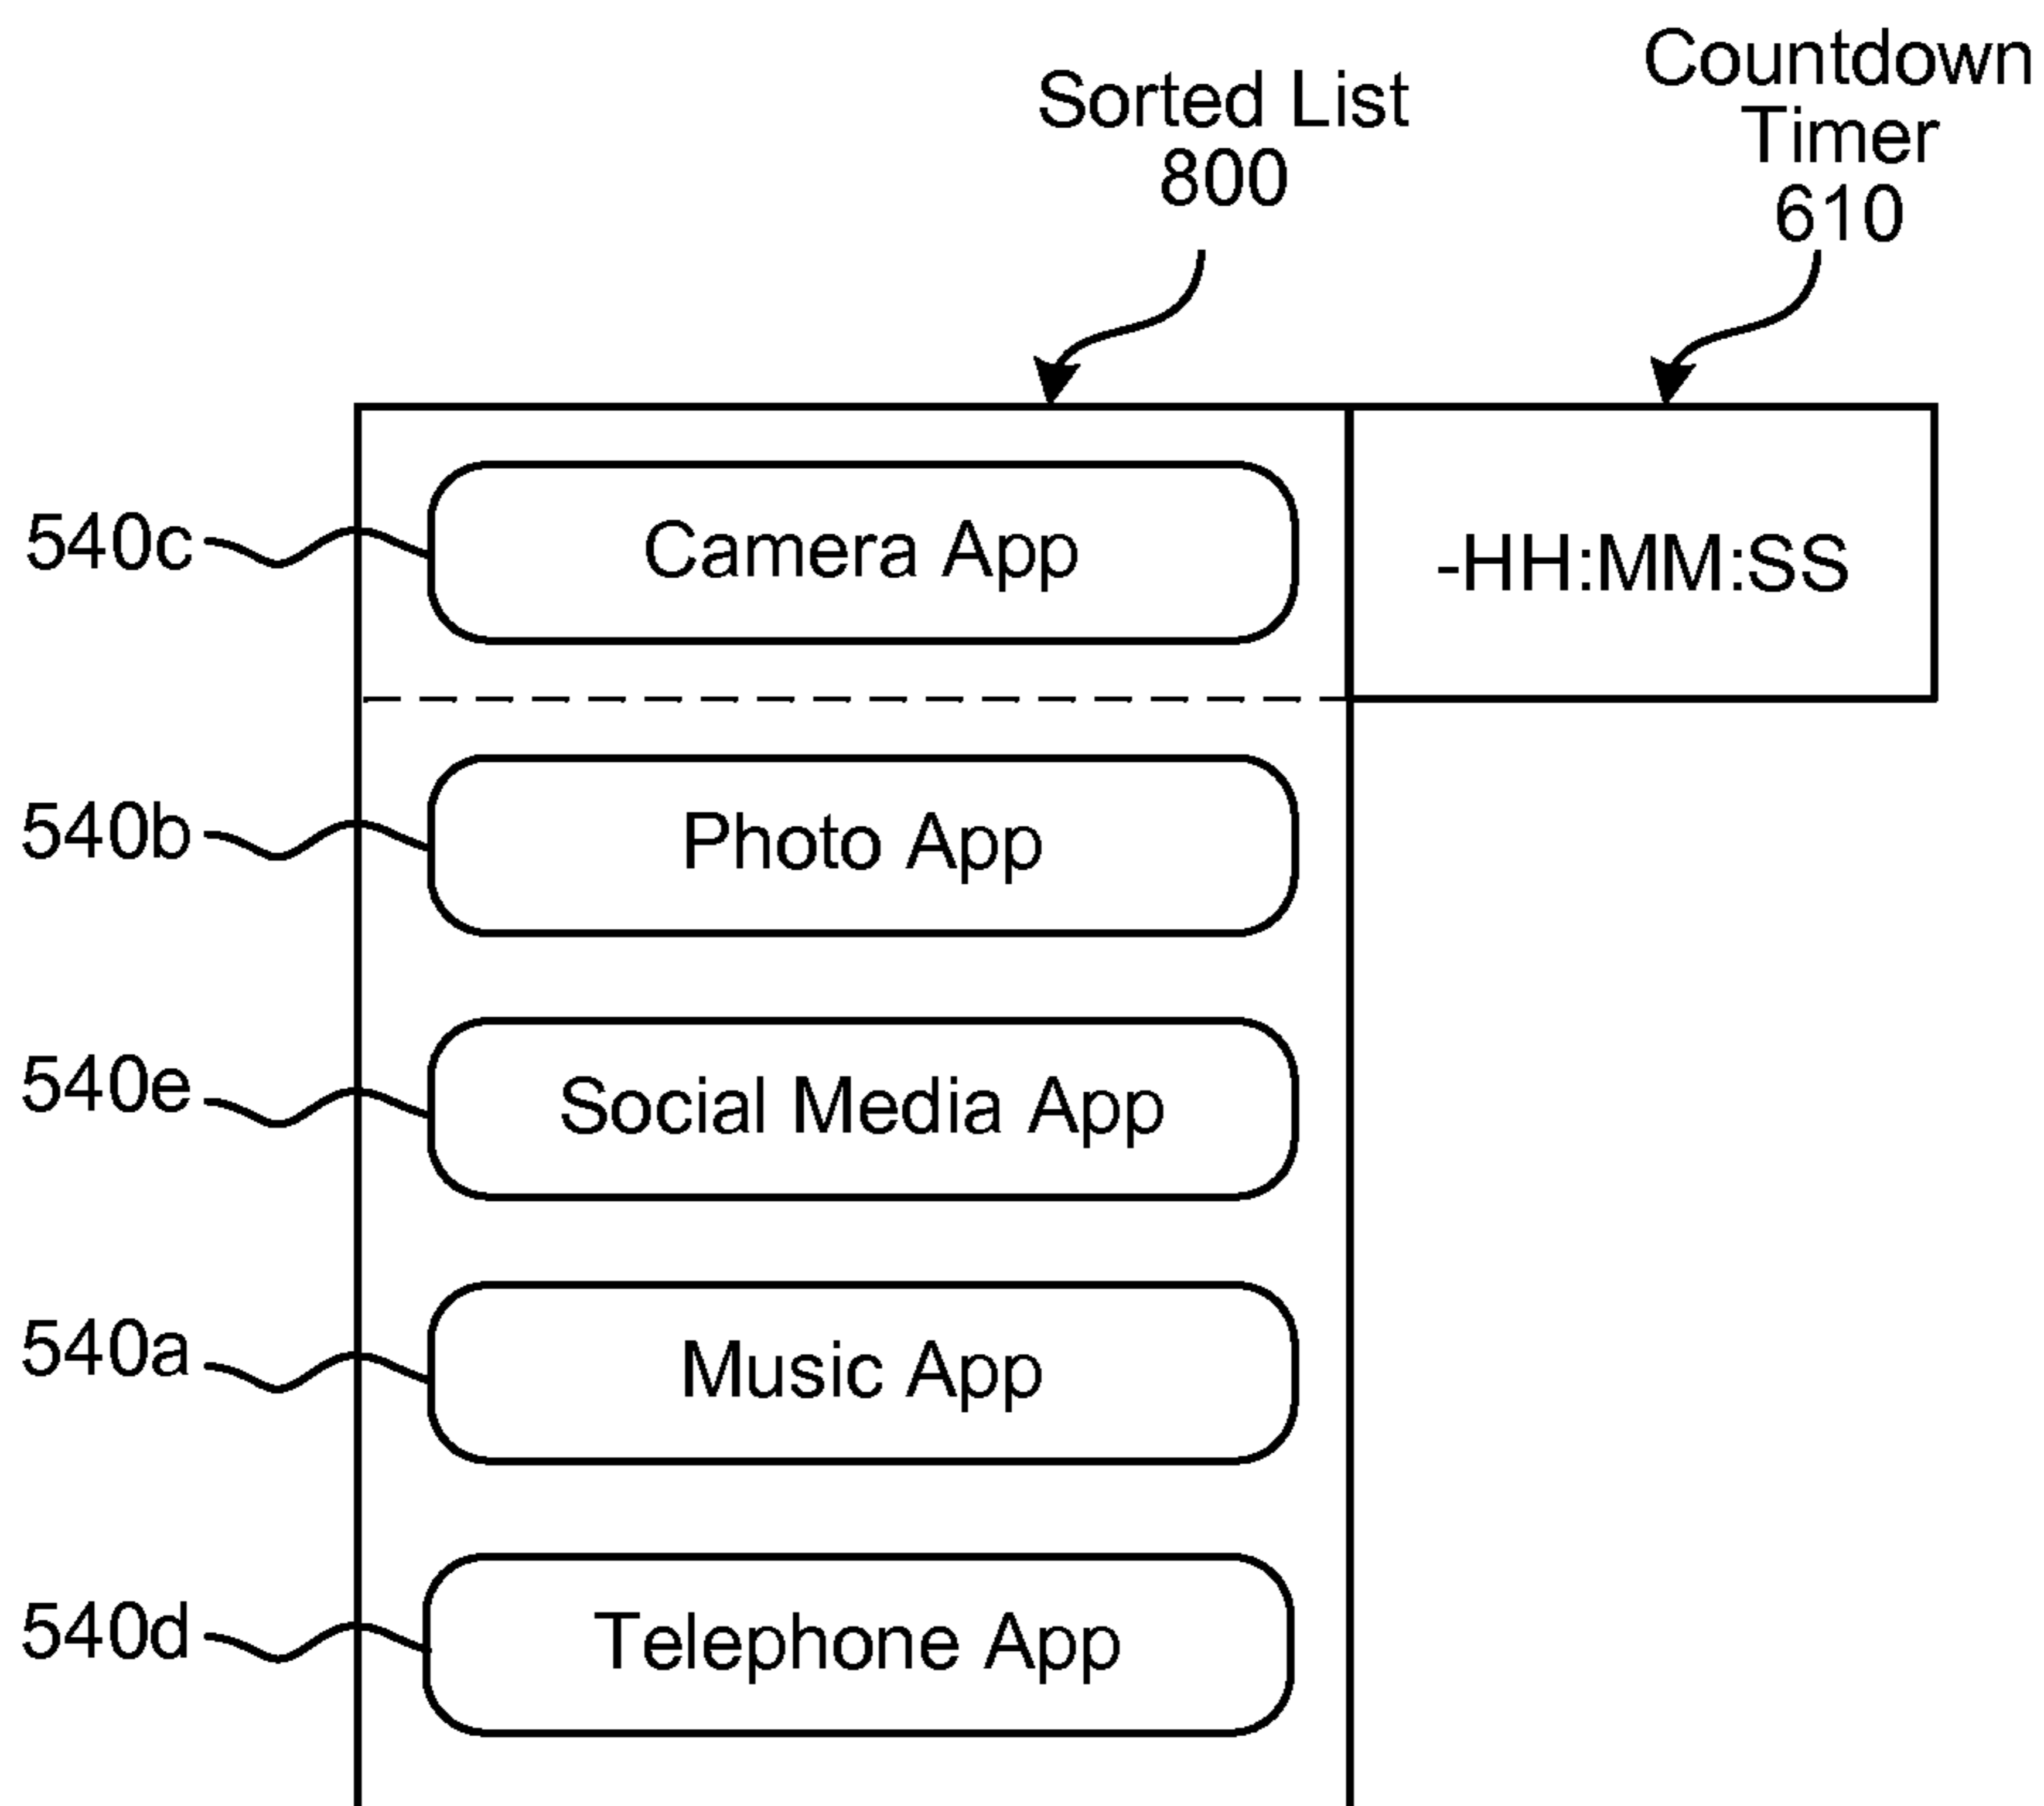 Sorted List
800
Countdown
Timer
610
540c
Camera App
-HH:MM:SS
540b
Photo App
540e
Social Media App
540a
Music App
540d
Telephone App